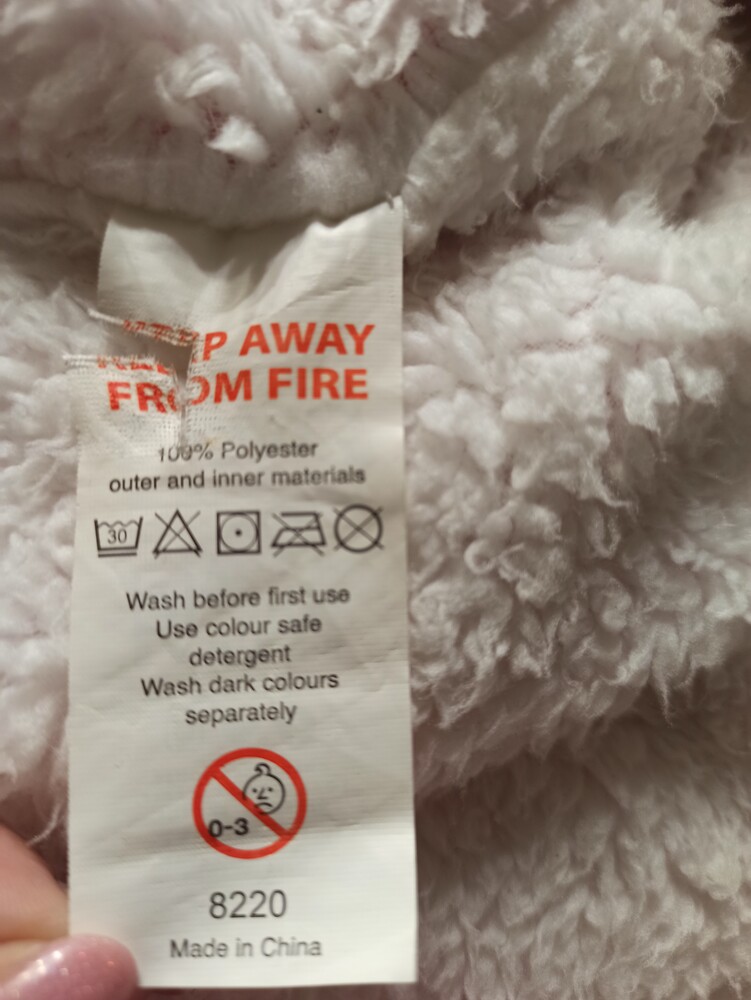 KEEP AWAY
FROM FIRE
100% Polyester
outer and inner materials
30
Wash before first use
Use colour safe
detergent
Wash dark colours
separately
0-3
8220
Made in China